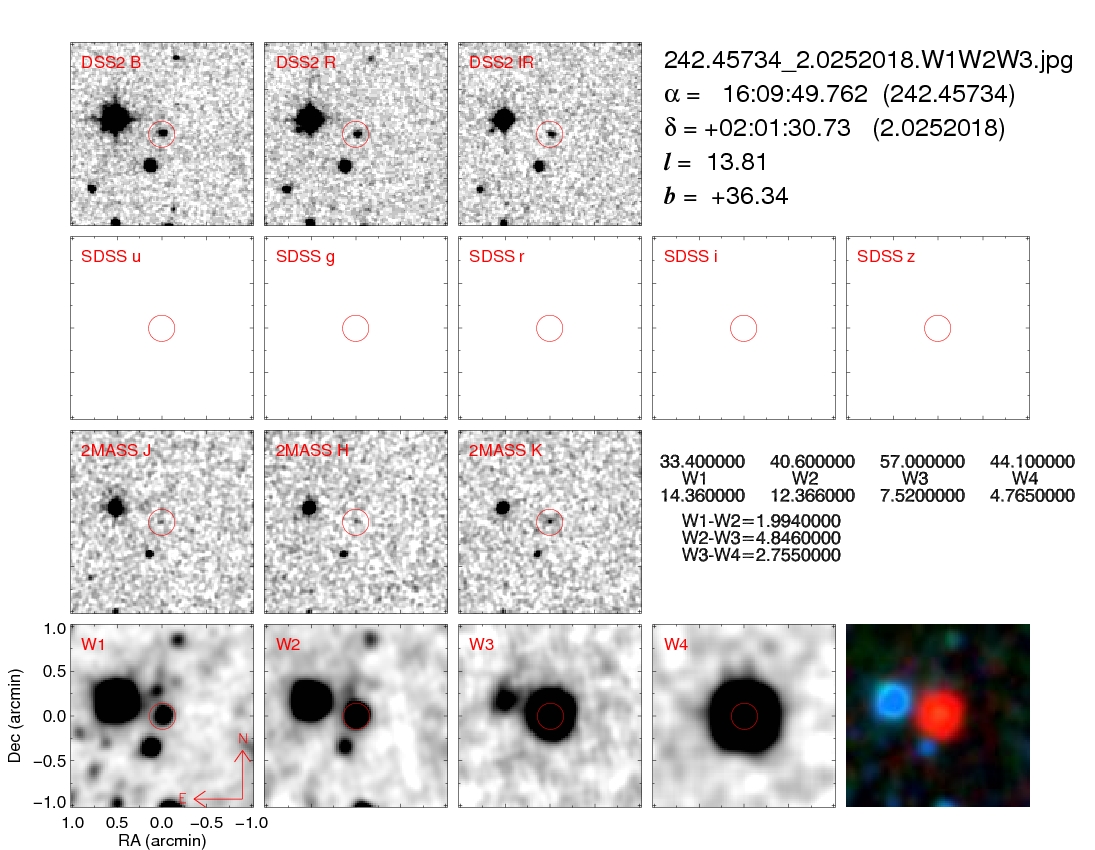 DSS2 B
DSS2 R
DSS2 IR
242.45734_2.0252018.W1W2W3.jpg
α = 16:09:49.762 (242.45734)
δ = +02:01:30.73 (2.0252018)
l = 13.81
b = +36.34
SDSS u
SDSS g
SDSS r
SDSS i
SDSS z
2MASS J
2MASS H
2MASS K
33.400000 40.600000 57.000000 44.100000
W1 W2 W3 W4
14.360000 12.366000 7.5200000 4.7650000
W1-W2=1.9940000
W2-W3=4.8460000
W3-W4=2.7550000
W1
W2
W3
W4
N
E
1.0
0.5
0.0
−0.5
−1.0
Dec (arcmin)
1.0 0.5 0.0 −0.5 −1.0
RA (arcmin)